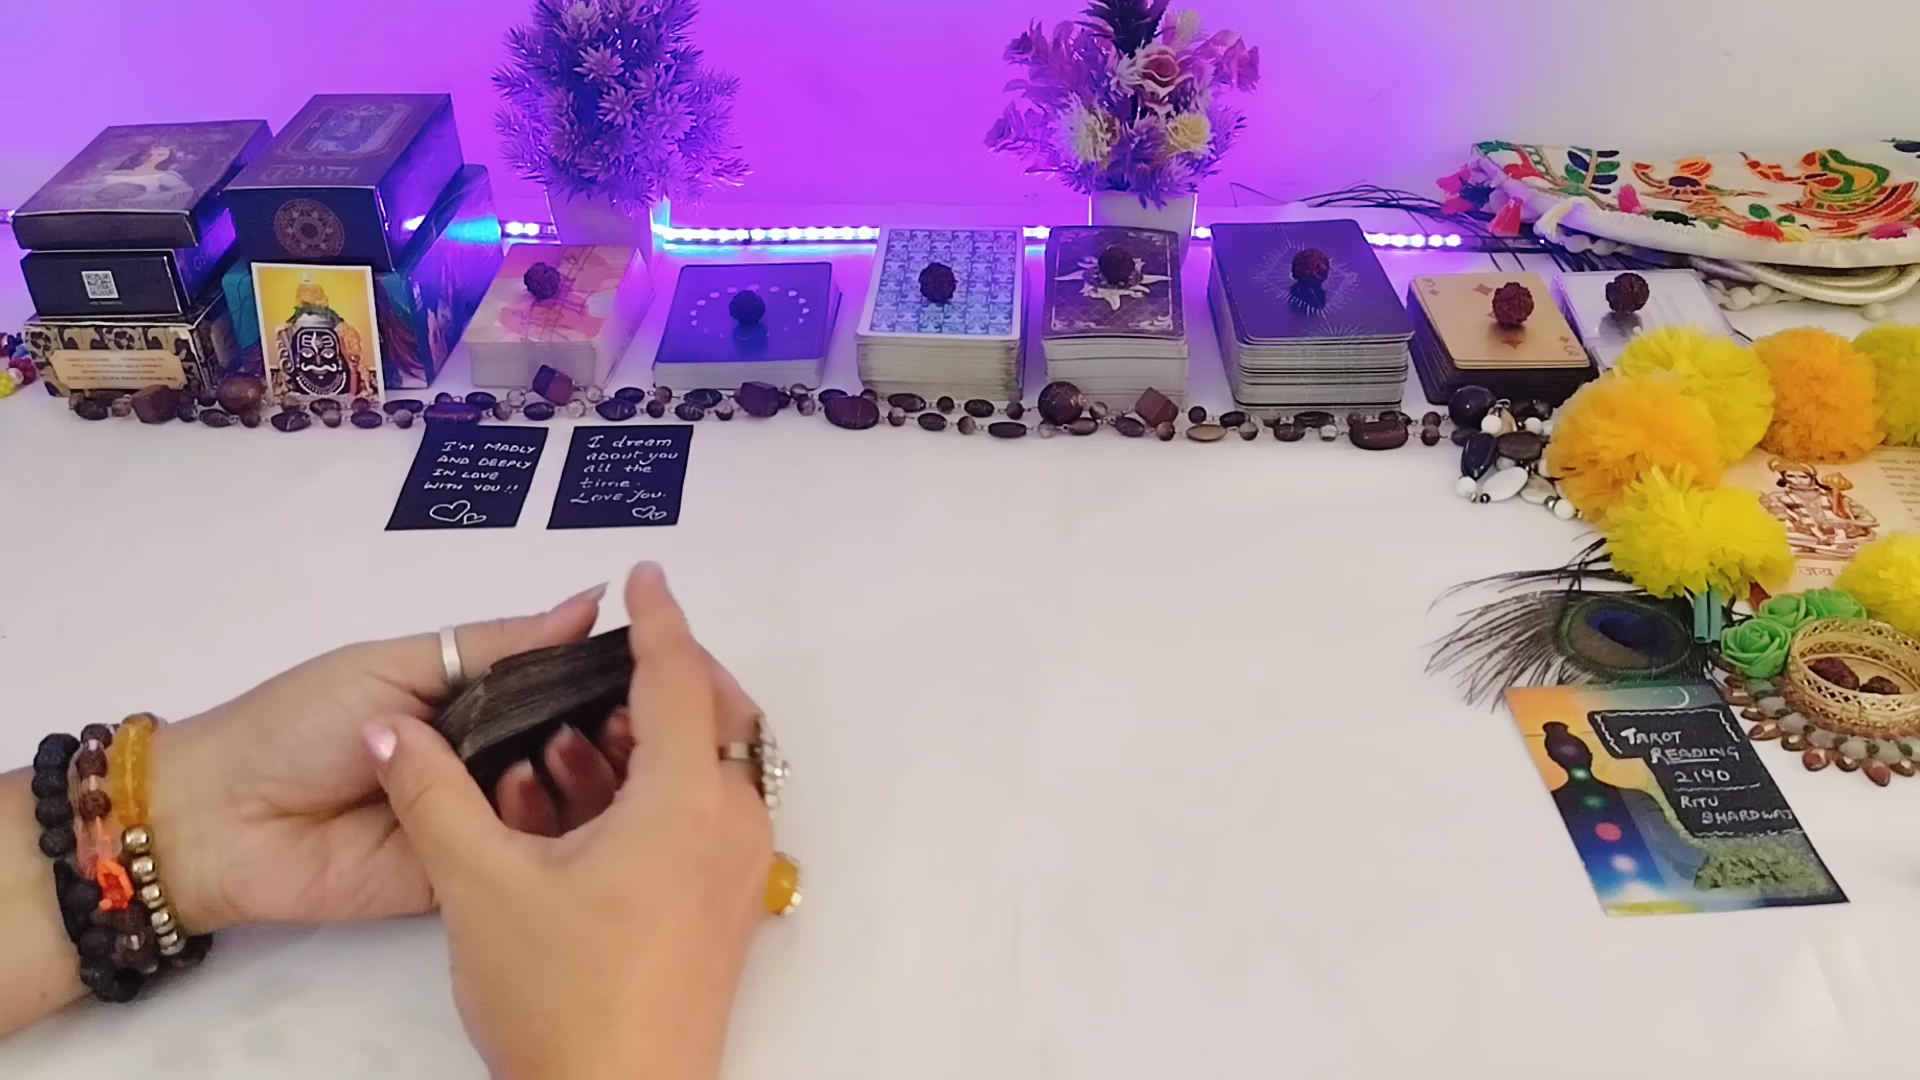 I'M MADLY
AND DEEPLY
IN LOVE
WITH YOU!!
I dream
about you
all the
time.
Love You.
TAROT
READING
2190
RITU
BHARDWAJ
जय